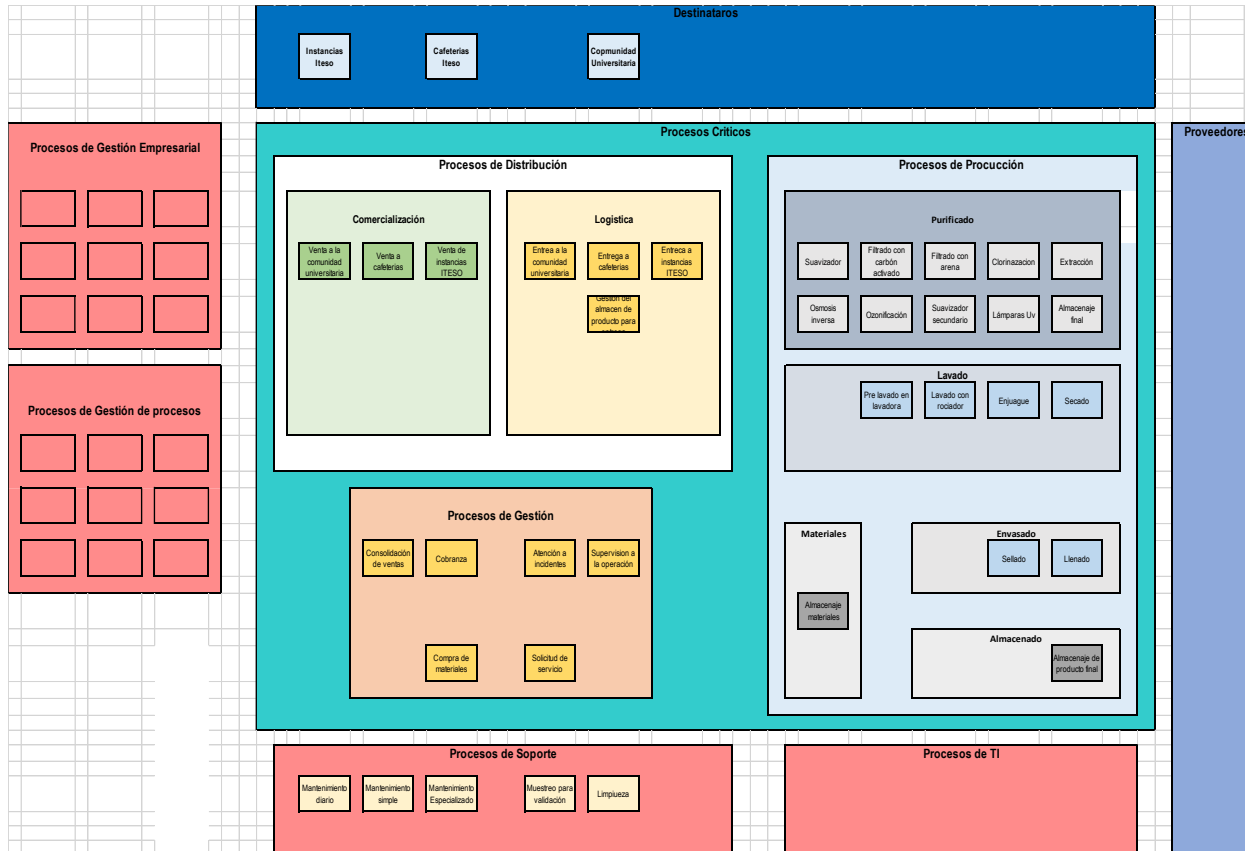 Destinataros
Instancias
Iteso
Cafeterias
Iteso
Copmunidad
Universitaria
Procesos de Gestión Empresarial
Procesos de Gestión de procesos
Procesos Criticos
Procesos de Distribución
Comercialización
Venta a la
comunidad
universitaria
Venta a
cafeterias
Venta de
instancias
ITESO
Logistica
Entrea a la
comunidad
universitaria
Entrega a
cafeterias
Entreca a
instancias
ITESO
Gestion del
almacen de
producto para
Procesos de Gestión
Consolidación
de ventas
Cobranza
Atención a
incidentes
Supervision a
la operación
Compra de
materiales
Solicitud de
servicio
Procesos de Procucción
Purificado
Suavizador
Filtrado con
carbón
activado
Filtrado con
arena
Clorinazacion
Extracción
Osmosis
inversa
Ozonificación
Suavizador
secundario
Lámparas Uv
Almacenaje
final
Lavado
Pre lavado en
lavadora
Lavado con
rociador
Enjuague
Secado
Materiales
Almacenaje
materiales
Envasado
Sellado
Llenado
Almacenado
Almacenaje de
producto final
Proveedores
Procesos de Soporte
Mantenimiento
diario
Mantenimiento
simple
Mantenimiento
Especializado
Muestreo para
validación
Limpiueza
Procesos de TI